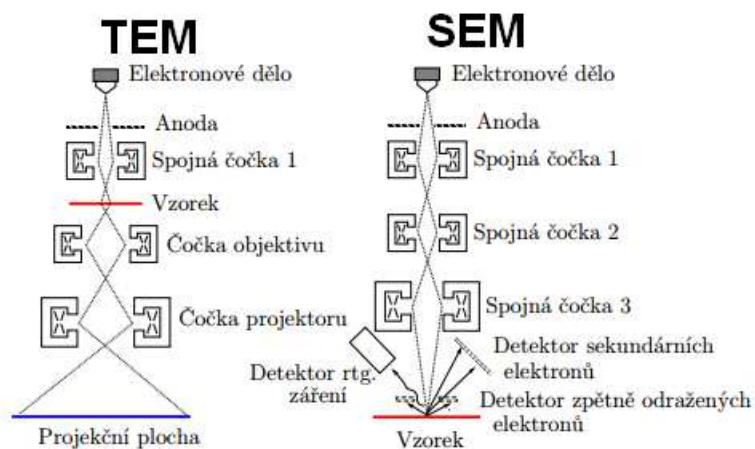 TEM
Elektronové dělo
Anoda
Spojná čočka 1
Vzorek
Čočka objektivu
Čočka projektoru
Projekční plocha
SEM
Elektronové dělo
Anoda
Spojná čočka 1
Spojná čočka 2
Spojná čočka 3
Detektor rtg.
záření
Detektor sekundárních
elektronů
Detektor zpětně odražených
elektronů
Vzorek